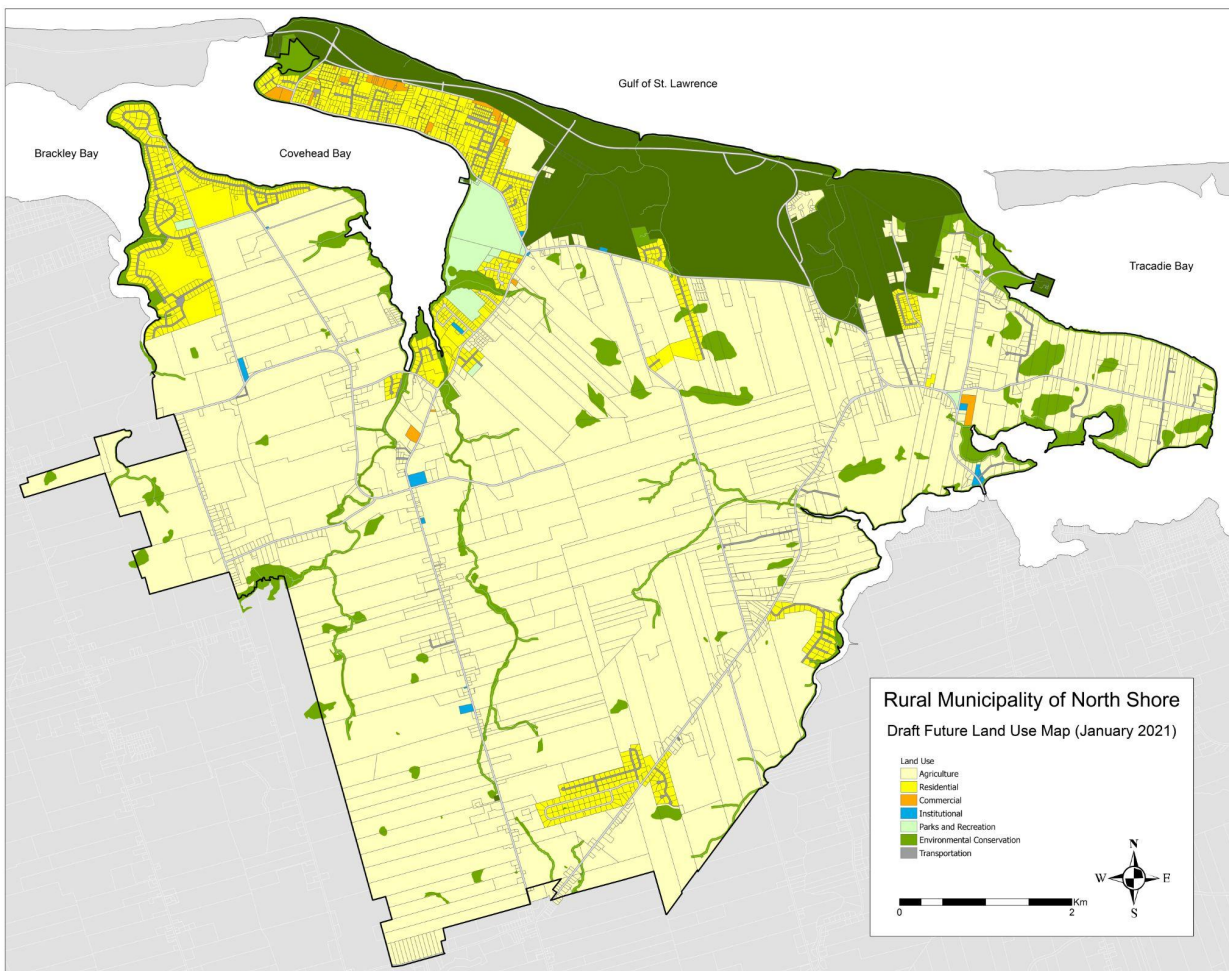 Gulf of St. Lawrence
Brackley Bay
Covehead Bay
Tracadie Bay
Rural Municipality of North Shore
Draft Future Land Use Map (January 2021)
Land Use
Agriculture
Residential
Commercial
Institutional
Parks and Recreation
Environmental Conservation
Transportation
N
W E
S
Km
0 2